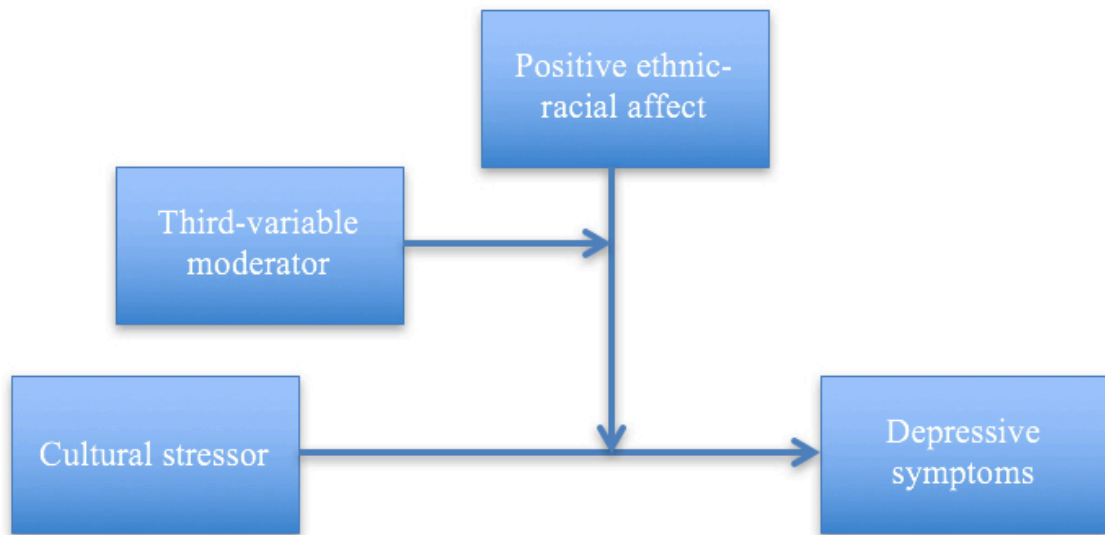 Positive ethnic-
racial affect
Third-variable
moderator
Cultural stressor
Depressive
symptoms